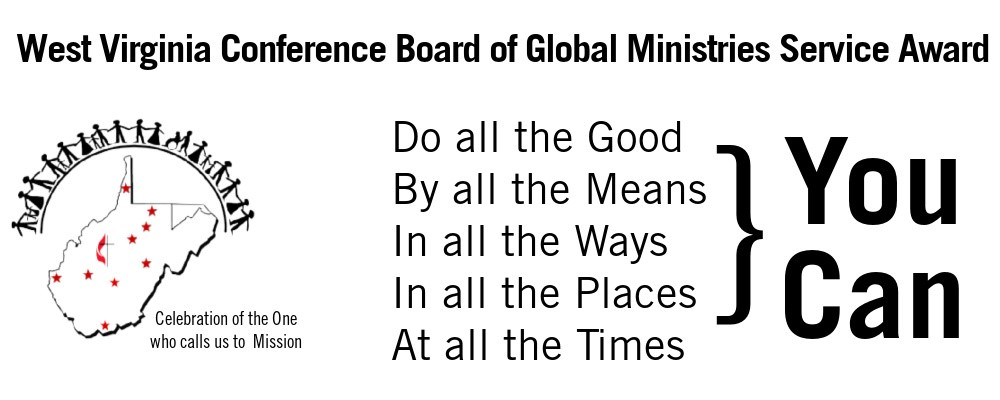 West Virginia Conference Board of Global Ministries Service Award
Do all the Good
By all the Means
In all the Ways
In all the Places
At all the Times
You
Can
Celebration of the One
who calls us to Mission